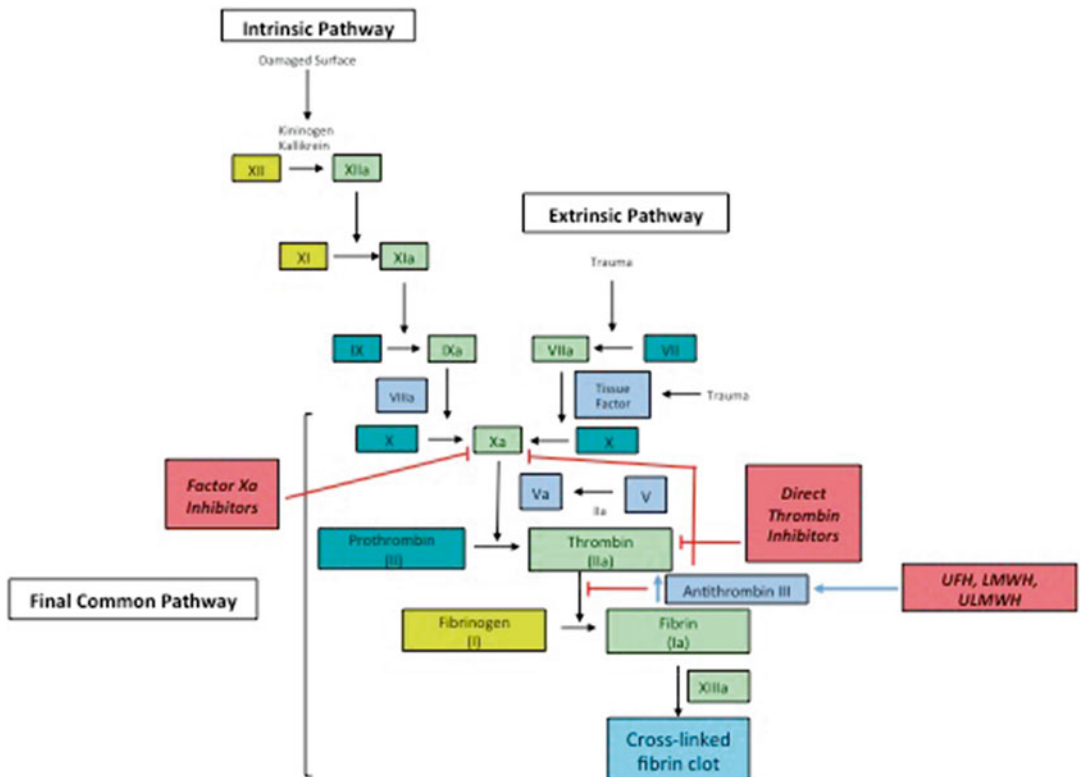 Intrinsic Pathway
Damaged Surface
Kininogen
Kallikrein
XII
XIIa
Extrinsic Pathway
XI
XIa
Trauma
IX
IXa
VIIa
VII
VIIIa
Tissue
Factor
Trauma
X
Xa
X
Factor Xa
Inhibitors
Va
V
IIa
Direct
Thrombin
Inhibitors
Prothrombin
(II)
Thrombin
(IIa)
Antithrombin III
UFH, LMWH,
ULMWH
Final Common Pathway
Fibrinogen
(I)
Fibrin
(Ia)
XIIIa
Cross-linked
fibrin clot